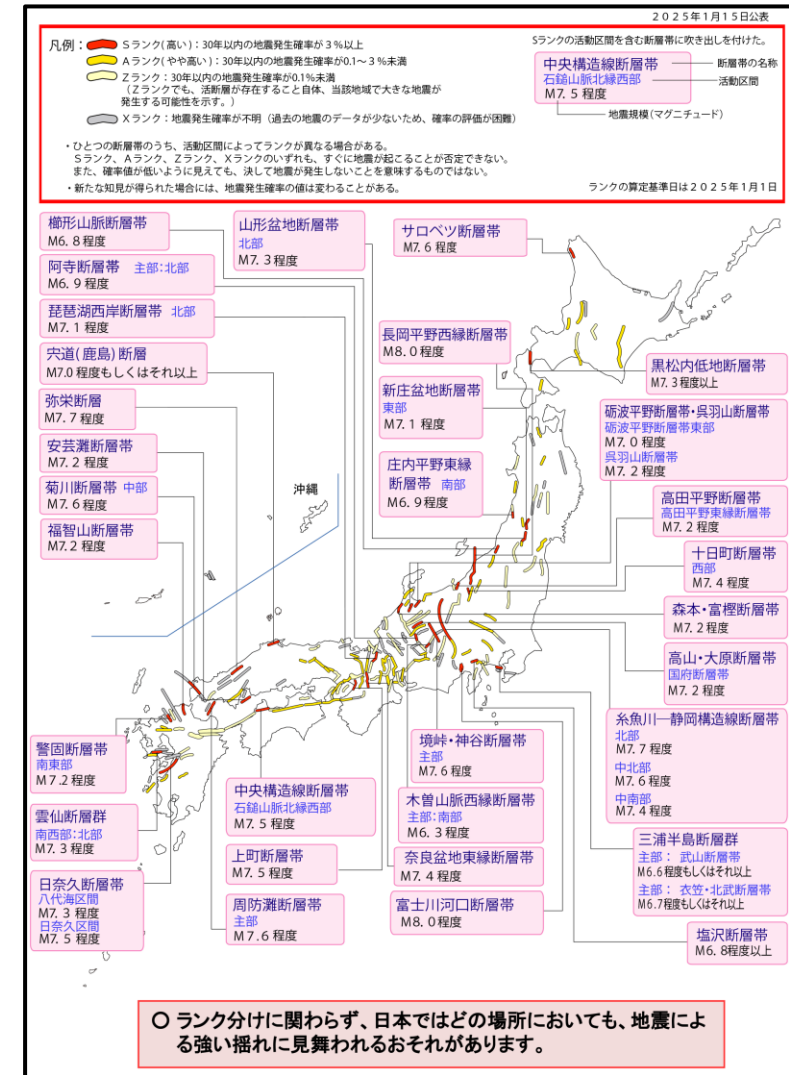 2025年1月15日公表
凡例：
Sランク(高い)：30年以内の地震発生確率が3%以上
Aランク(やや高い)：30年以内の地震発生確率が0.1～3%未満
Zランク：30年以内の地震発生確率が0.1%未満
(Zランクでも、活断層が存在すること自体、当該地域で大きな地震が
発生する可能性を示す。)
Xランク：地震発生確率が不明（過去の地震のデータが少ないため、確率の評価が困難）
・ひとつの断層帯のうち、活動区間によってランクが異なる場合がある。
Sランク、Aランク、Zランク、Xランクのいずれも、すぐに地震が起こることが否定できない。
また、確率値が低いように見えても、決して地震が発生しないことを意味するものではない。
・新たな知見が得られた場合には、地震発生確率の値は変わることがある。
Sランクの活動区間を含む断層帯に吹き出しを付けた。
中央構造線断層帯
石鎚山脈北縁西部
M7.5 程度
断層帯の名称
活動区間
地震規模(マグニチュード)
ランクの算定基準日は2025年1月1日
櫛形山脈断層帯
M6.8 程度
阿寺断層帯 主部:北部
M6.9 程度
琵琶湖西岸断層帯 北部
M7.1 程度
宍道(鹿島)断層
M7.0 程度もしくはそれ以上
弥栄断層
M7.7 程度
安芸灘断層帯
M7.2 程度
菊川断層帯 中部
M7.6 程度
福智山断層帯
M7.2 程度
山形盆地断層帯
北部
M7.3 程度
サロベツ断層帯
M7.6 程度
長岡平野西縁断層帯
M8.0 程度
新庄盆地断層帯
東部
M7.1 程度
庄内平野東縁
断層帯 南部
M6.9 程度
沖縄
黒松内低地断層帯
M7.3 程度以上
砺波平野断層帯・呉羽山断層帯
砺波平野断層帯東部
M7.0 程度
呉羽山断層帯
M7.2 程度
高田平野断層帯
高田平野東縁断層帯
M7.2 程度
十日町断層帯
西部
M7.4 程度
森本・富樫断層帯
M7.2 程度
高山・大原断層帯
国府断層帯
M7.2 程度
糸魚川―静岡構造線断層帯
北部
M7.7 程度
中北部
M7.6 程度
中南部
M7.4 程度
三浦半島断層群
主部： 武山断層帯
M6.6程度もしくはそれ以上
主部： 衣笠・北武断層帯
M6.7程度もしくはそれ以上
塩沢断層帯
M6.8程度以上
警固断層帯
南東部
M7.2 程度
雲仙断層群
南西部:北部
M7.3 程度
日奈久断層帯
八代海区間
M7.3 程度
日奈久区間
M7.5 程度
中央構造線断層帯
石鎚山脈北縁西部
M7.5 程度
上町断層帯
M7.5 程度
周防灘断層帯
主部
M7.6 程度
境峠・神谷断層帯
主部
M7.6 程度
木曽山脈西縁断層帯
主部:南部
M6.3 程度
奈良盆地東縁断層帯
M7.4 程度
富士川河口断層帯
M8.0 程度
○ ランク分けに関わらず、日本ではどの場所においても、地震によ
る強い揺れに見舞われるおそれがあります。